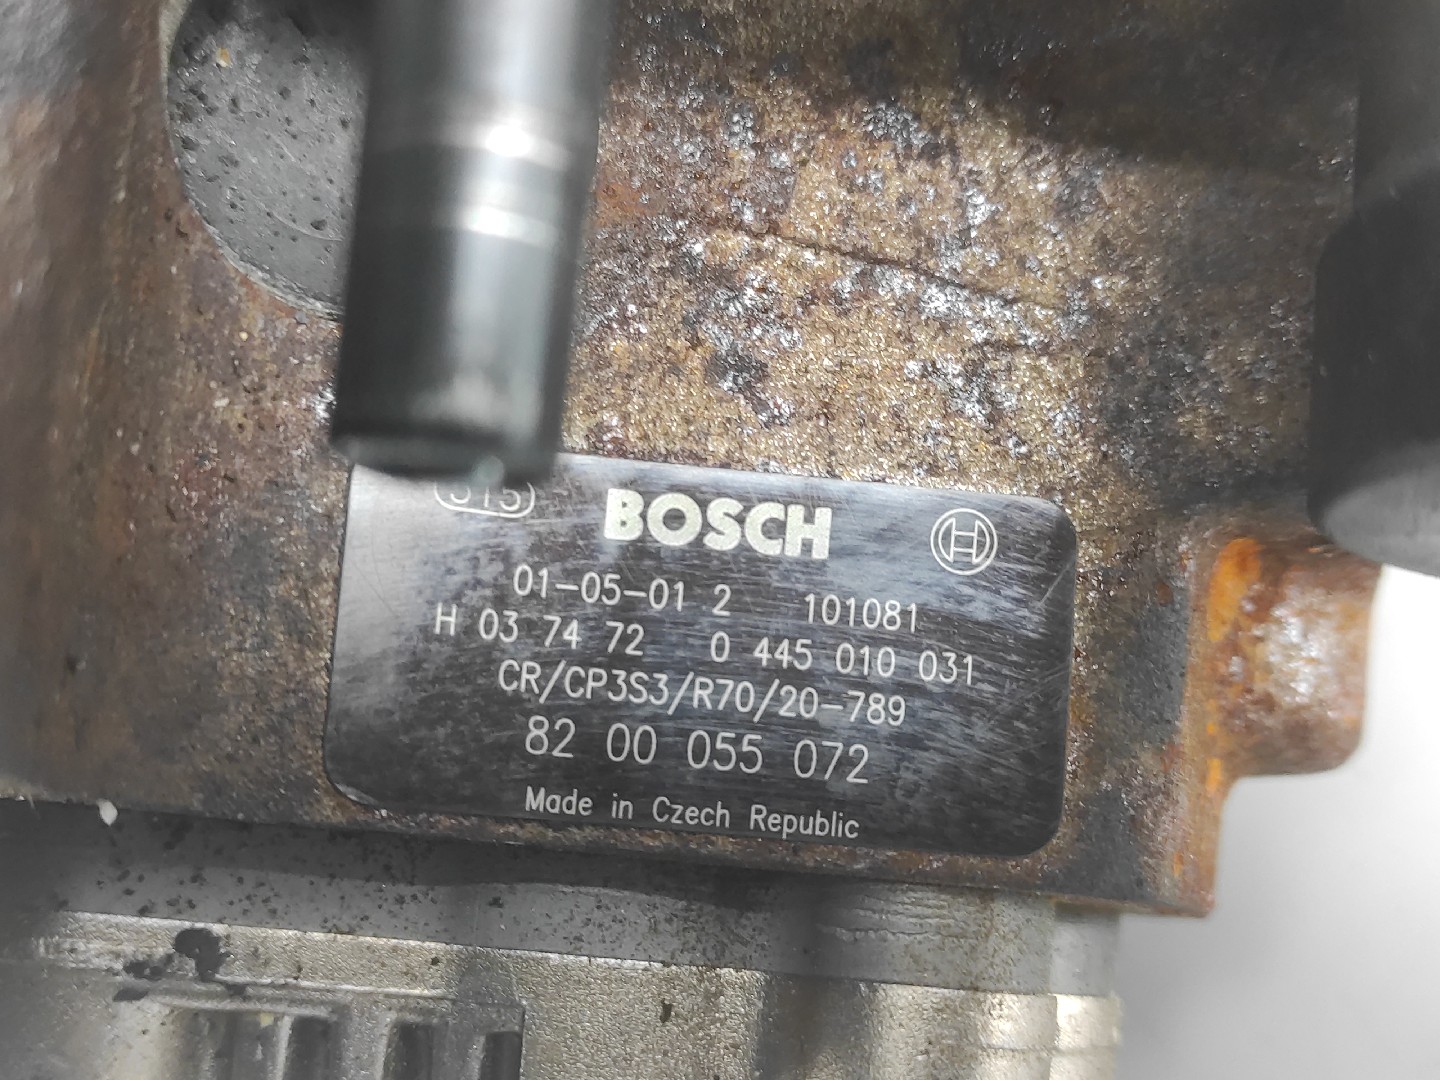 BOSCH
01-05-01 2 101081
H 03 74 72 0 445 010 031
CR/CP3S3/R70/20-789
82 00 055 072
Made in Czech Republic